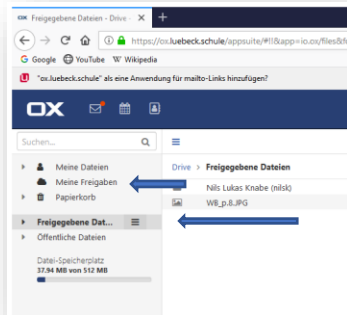 OX Freigegebene Dateien - Drive -
https://ox.luebeck.schule/appsuite/#!!&app=io.ox/files&f
Google YouTube W Wikipedia
"ox.luebeck.schule" als eine Anwendung für mailto-Links hinzufügen?
OX
Suchen...
Meine Dateien
Drive > Freigegebene Dateien
Meine Freigaben
Nils Lukas Knabe (nilsk)
Papierkorb
WB_p.8.JPG
Freigegebene Dat...
Öffentliche Dateien
Datei-Speicherplatz
37.94 MB von 512 MB